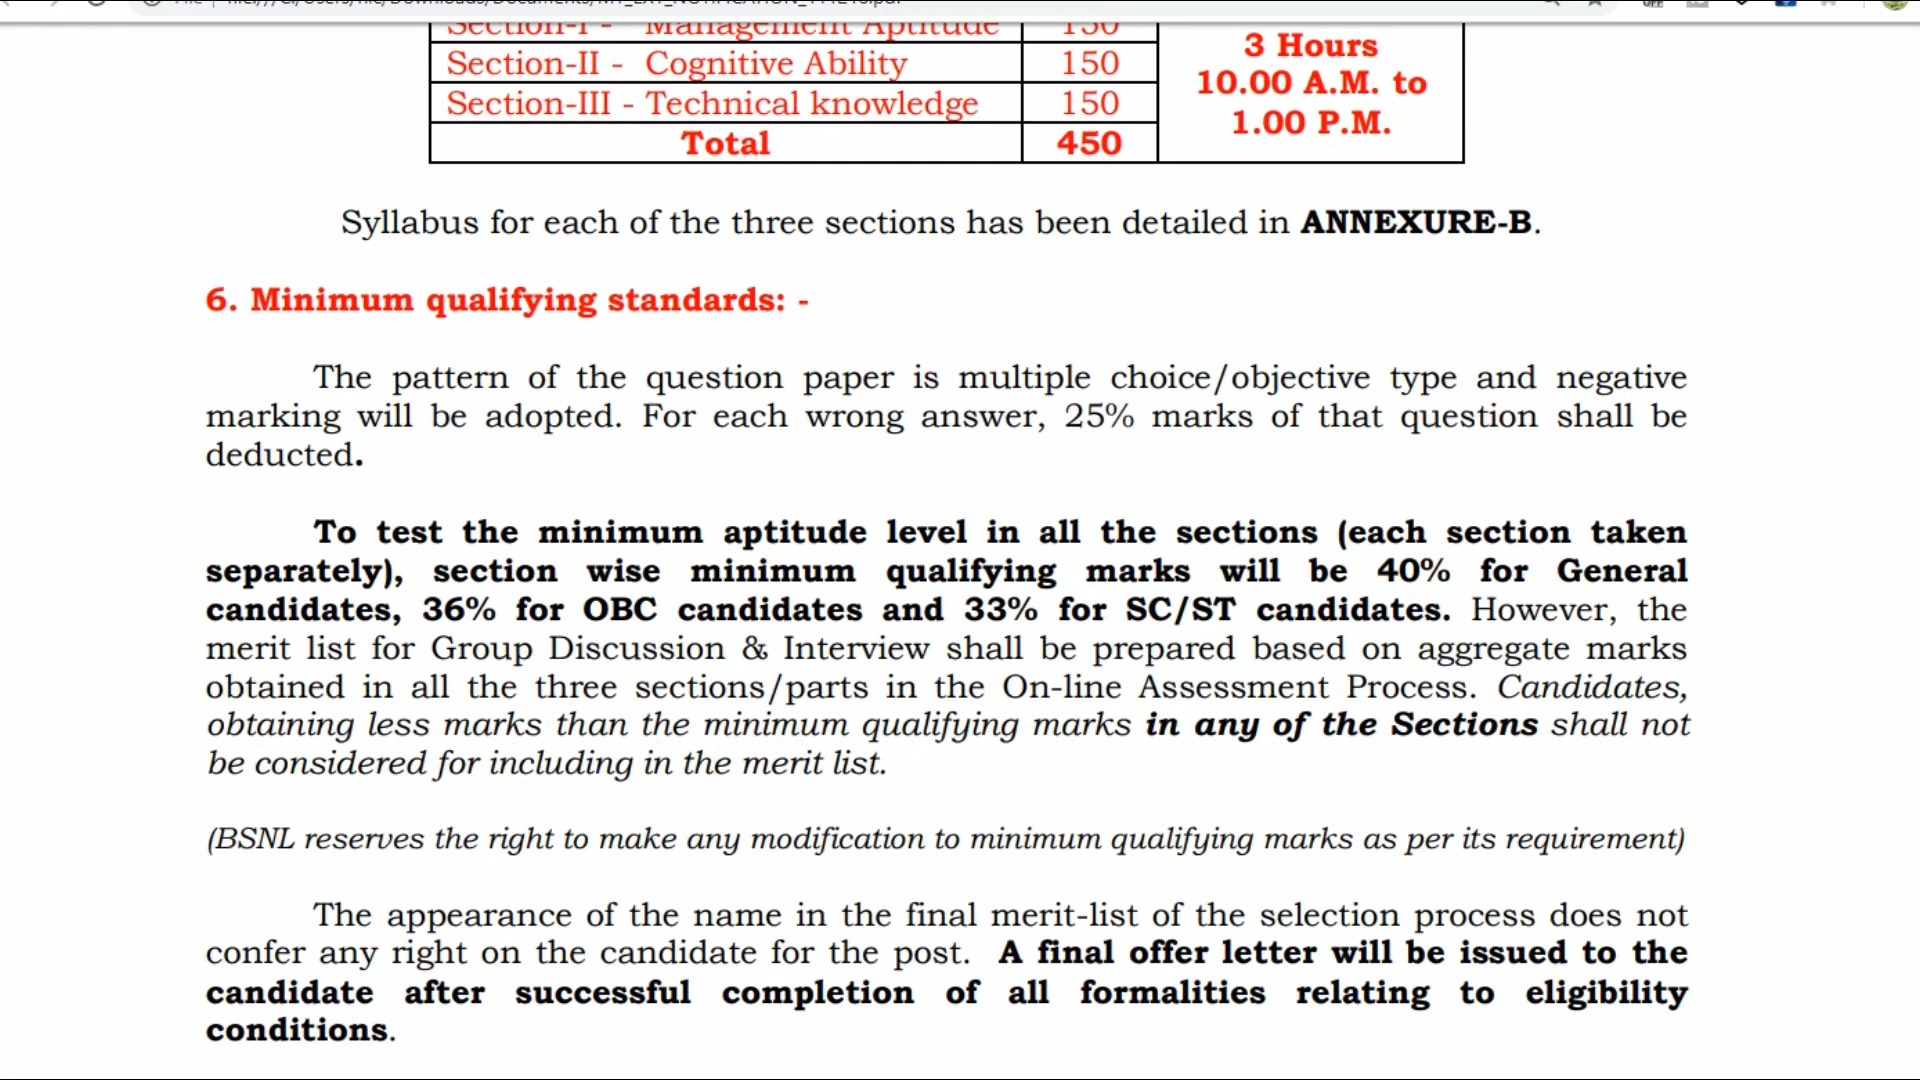 Section-I - Management Aptitude 150
Section-II - Cognitive Ability 150
Section-III - Technical knowledge 150
Total 450
3 Hours
10.00 A.M. to
1.00 P.M.
Syllabus for each of the three sections has been detailed in ANNEXURE-B.
6. Minimum qualifying standards: -
The pattern of the question paper is multiple choice/objective type and negative
marking will be adopted. For each wrong answer, 25% marks of that question shall be
deducted.
To test the minimum aptitude level in all the sections (each section taken
separately), section wise minimum qualifying marks will be 40% for General
candidates, 36% for OBC candidates and 33% for SC/ST candidates. However, the
merit list for Group Discussion & Interview shall be prepared based on aggregate marks
obtained in all the three sections/parts in the On-line Assessment Process. Candidates,
obtaining less marks than the minimum qualifying marks in any of the Sections shall not
be considered for including in the merit list.
(BSNL reserves the right to make any modification to minimum qualifying marks as per its requirement)
The appearance of the name in the final merit-list of the selection process does not
confer any right on the candidate for the post. A final offer letter will be issued to the
candidate after successful completion of all formalities relating to eligibility
conditions.